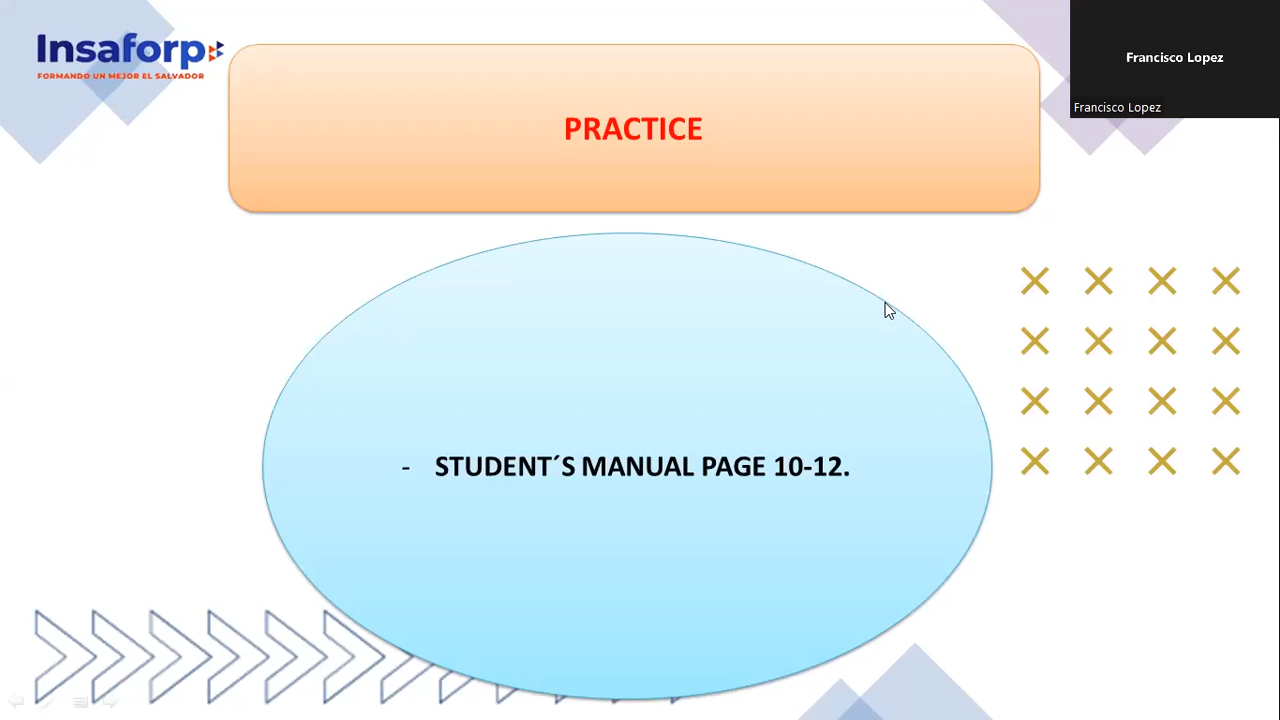 Insaforp
FORMANDO UN MEJOR EL SALVADOR
Francisco Lopez
Francisco Lopez
PRACTICE
- STUDENT´S MANUAL PAGE 10-12.